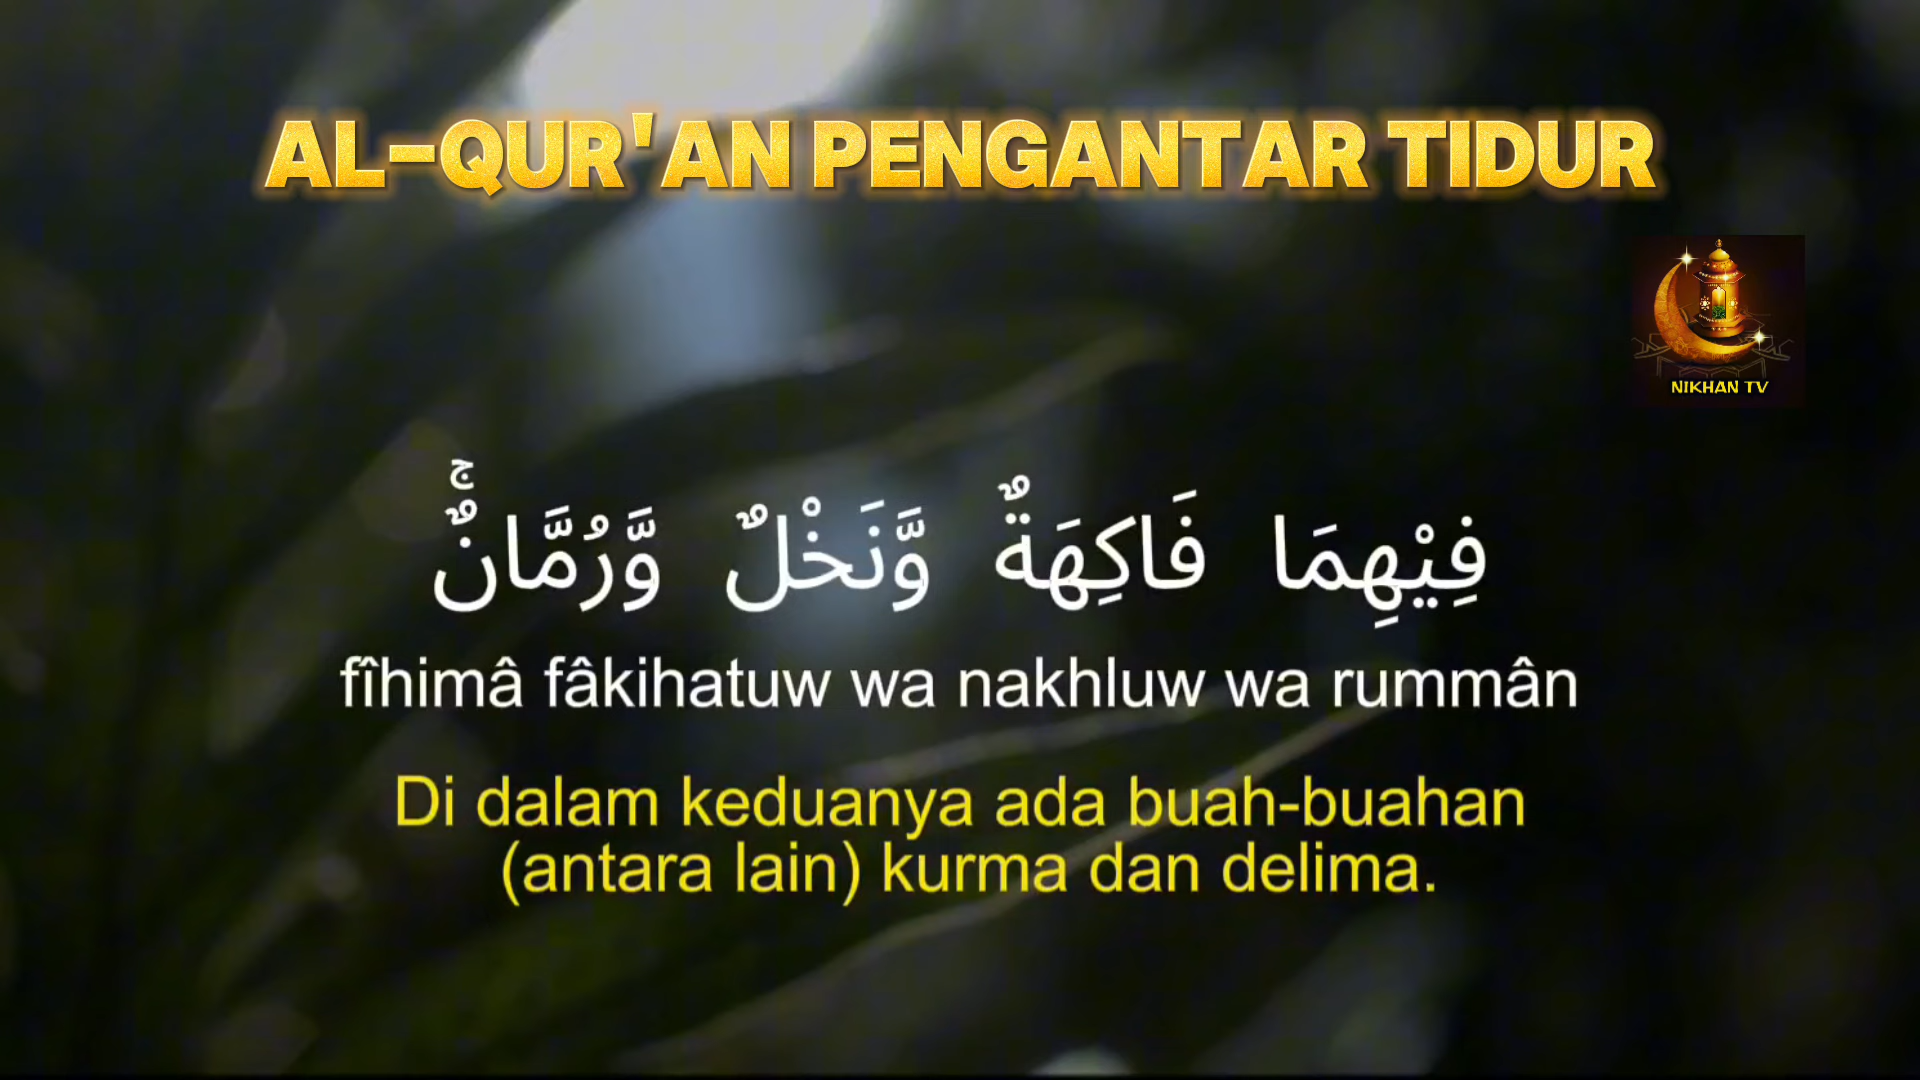 AL-QUR'AN PENGANTAR TIDUR
NIKHAN TV
فِيْهِمَا فَاكِهَةٌ وَّنَخْلٌ وَّرُمَّانٌۚ
fîhimâ fâkihatuw wa nakhluw wa rummân
Di dalam keduanya ada buah-buahan
(antara lain) kurma dan delima.